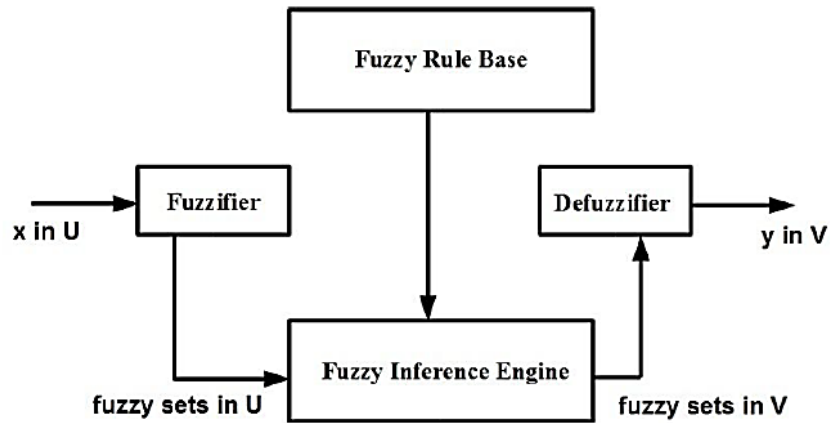 Fuzzy Rule Base
Fuzzifier
Defuzzifier
x in U
y in V
Fuzzy Inference Engine
fuzzy sets in U
fuzzy sets in V